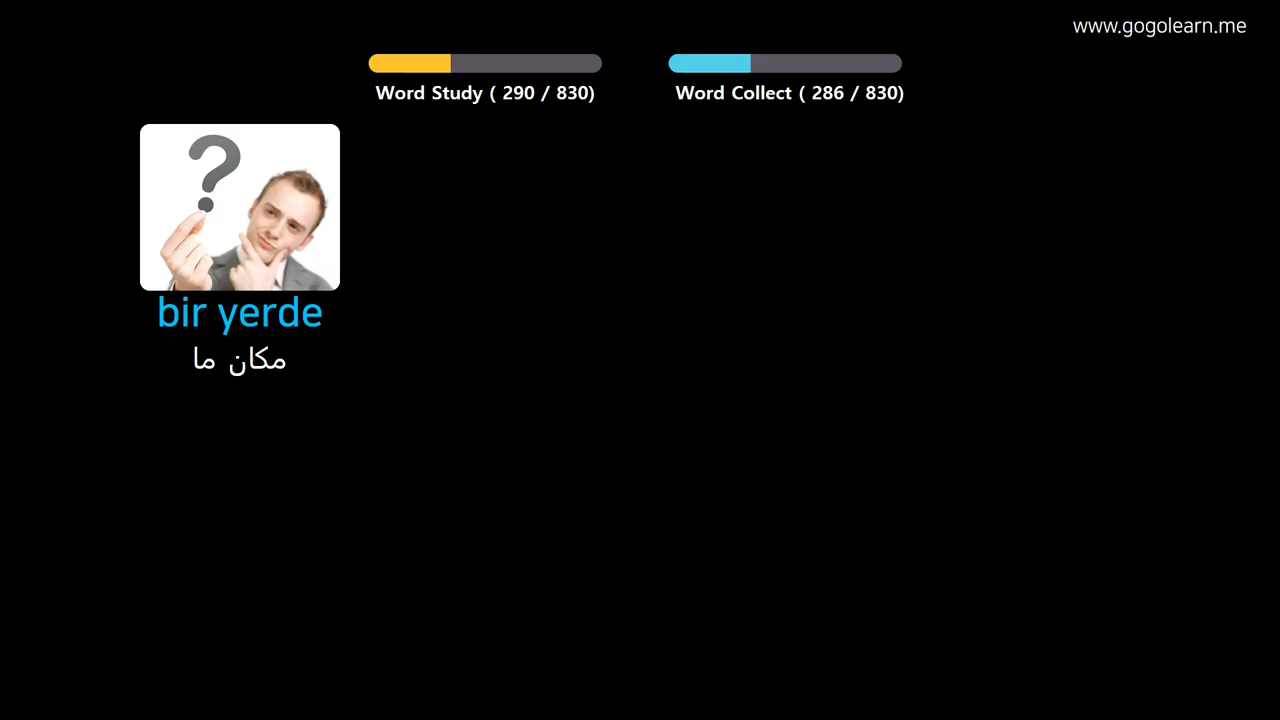 www.gogolearn.me
Word Study ( 290 / 830)
Word Collect ( 286 / 830)
?
bir yerde
مكان ما